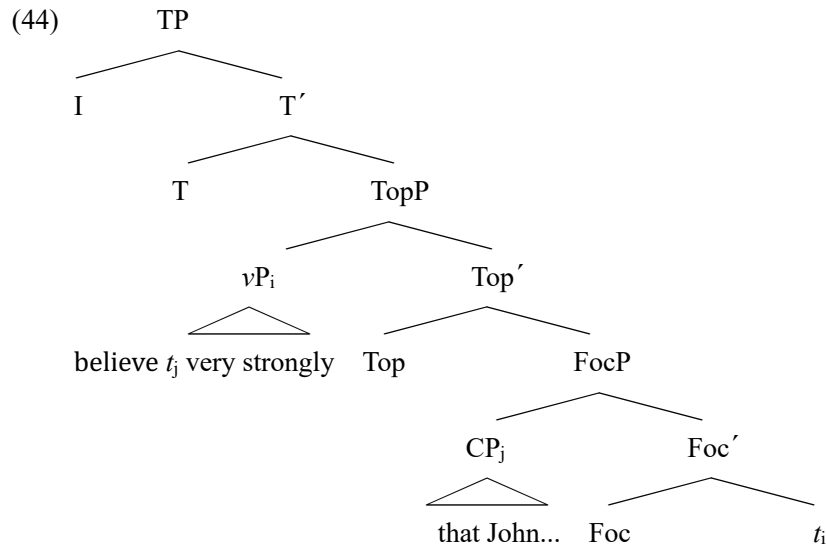 (44) TP
I T´
T TopP
vPi Top´
believe tj very strongly Top FocP
CPj Foc´
that John... Foc ti